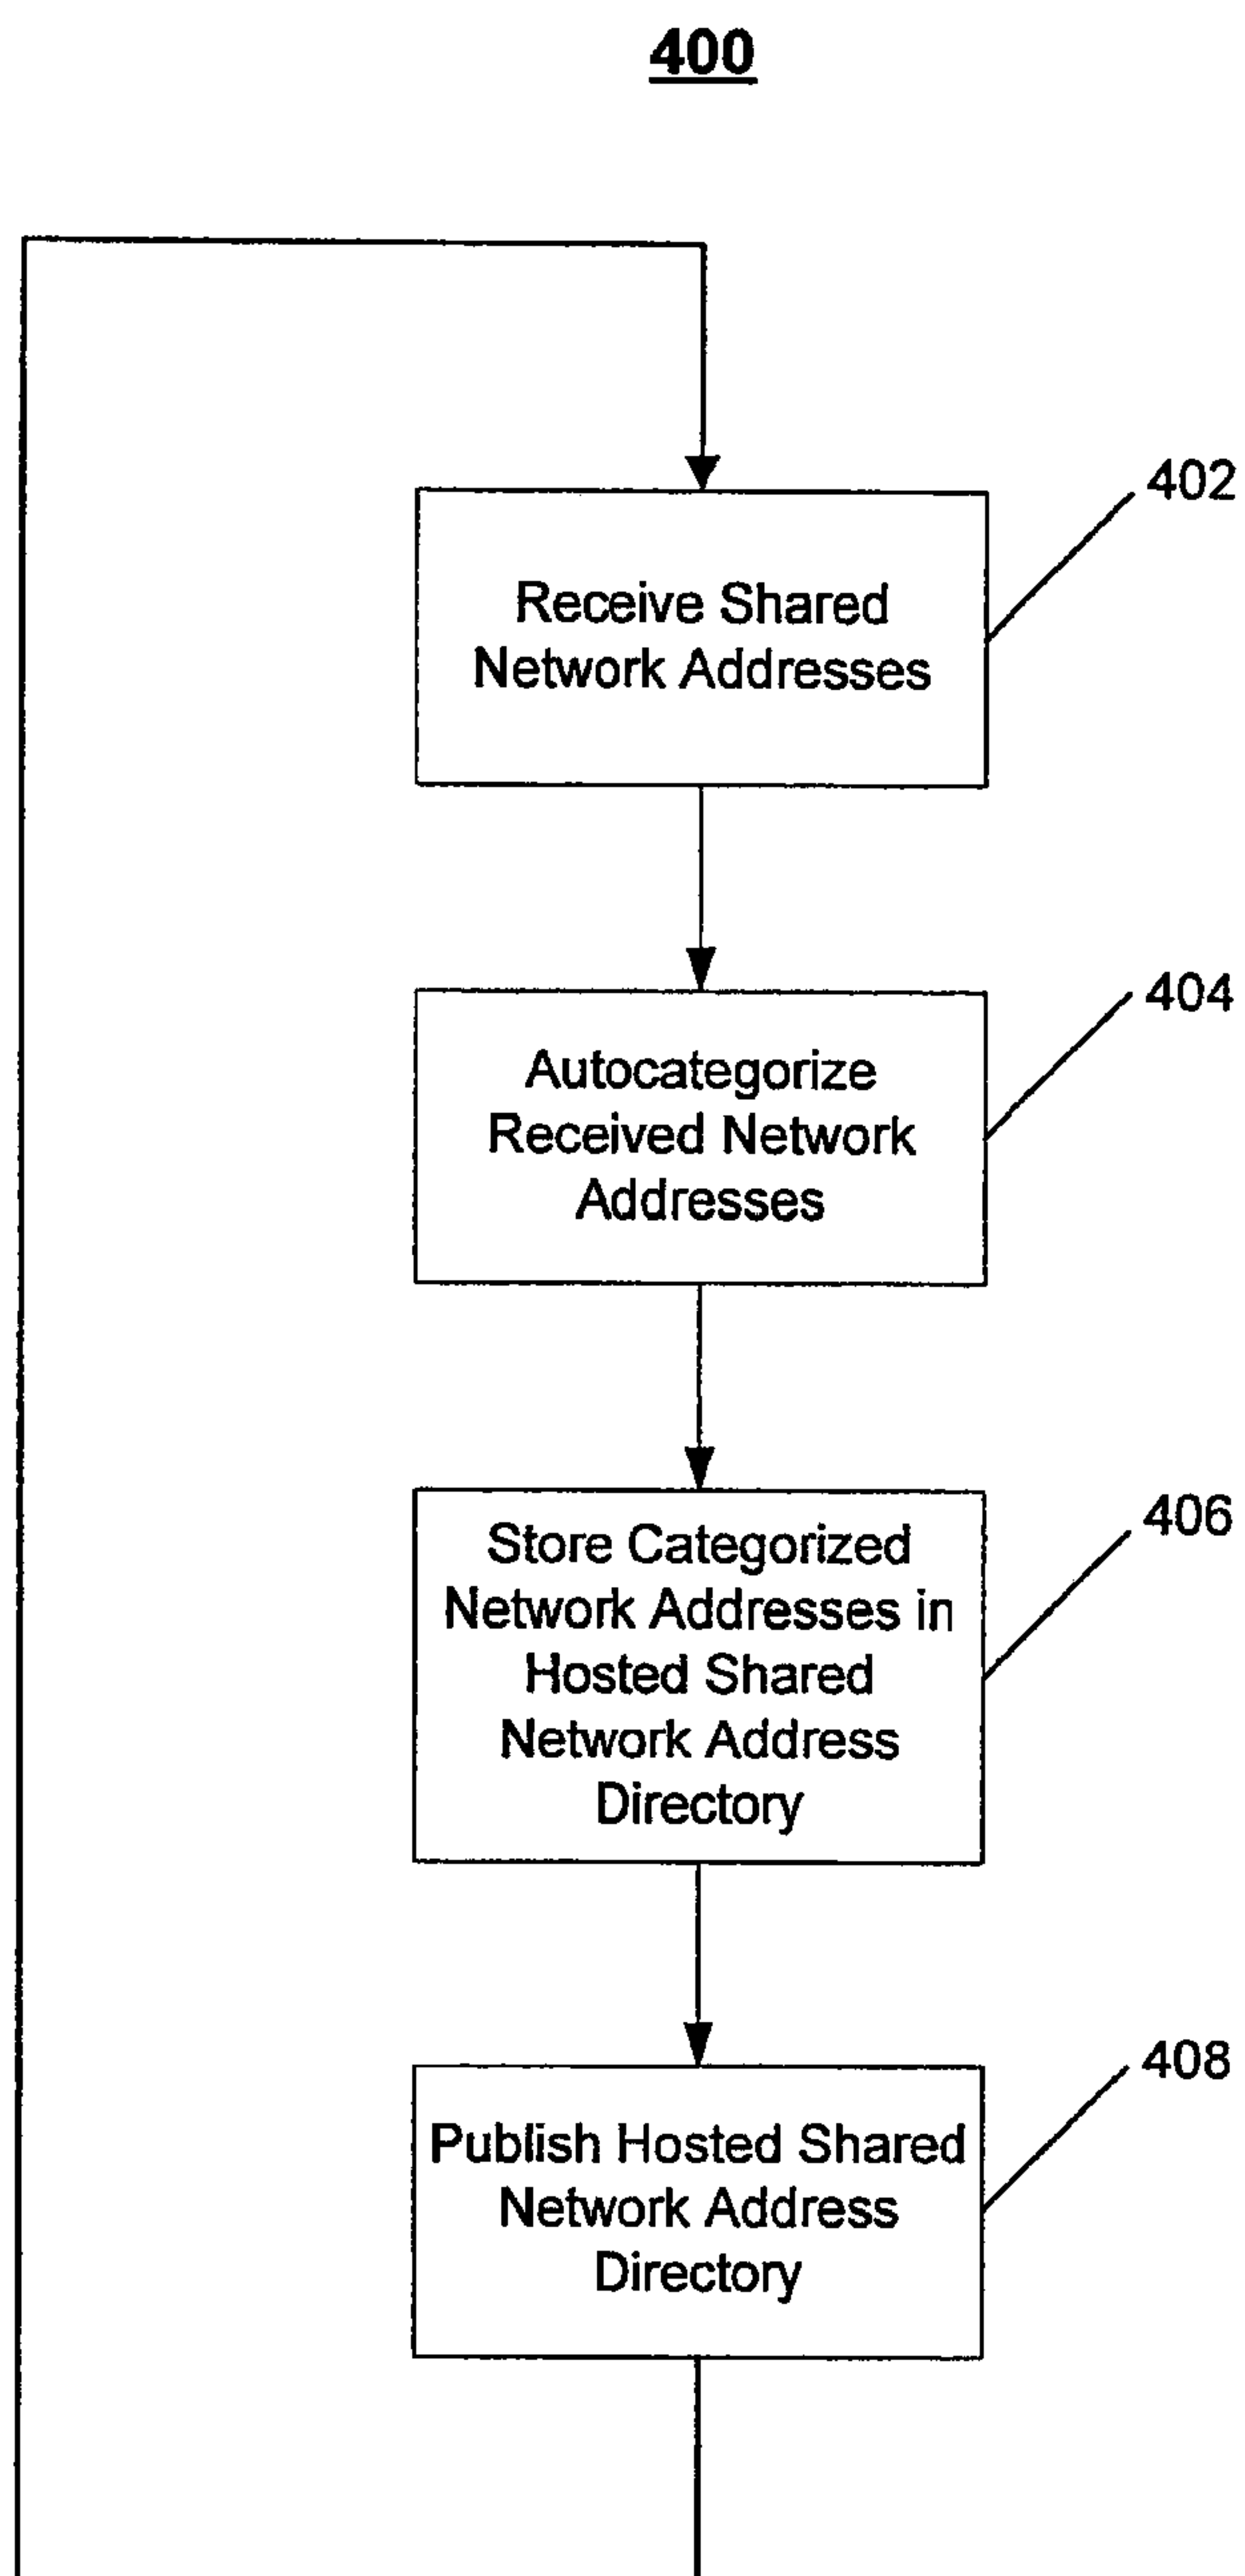 400
402
Receive Shared
Network Addresses
404
Autocategorize
Received Network
Addresses
406
Store Categorized
Network Addresses in
Hosted Shared
Network Address
Directory
408
Publish Hosted Shared
Network Address
Directory